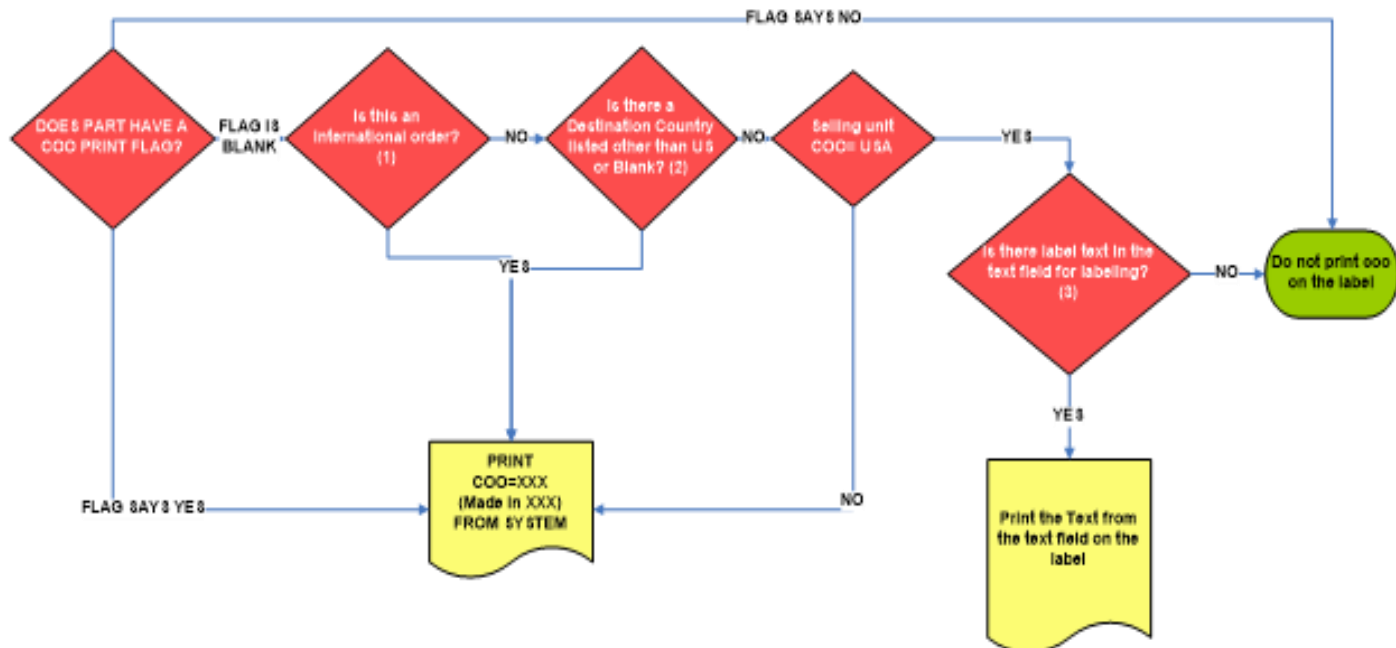 FLAG SAYS NO
DOES PART HAVE A
COO PRINT FLAG?
FLAG IS
BLANK
Is this an
International order?
(1)
NO
Is there a
Destination Country
listed other than US
or Blank? (2)
NO
Selling unit
COO= USA
YES
Is there label text in the
text field for labeling?
(3)
NO
Do not print coo
on the label
YES
YES
PRINT
COO=XXX
(Made in XXX)
FROM SYSTEM
FLAG SAYS YES
NO
Print the Text from
the text field on the
label